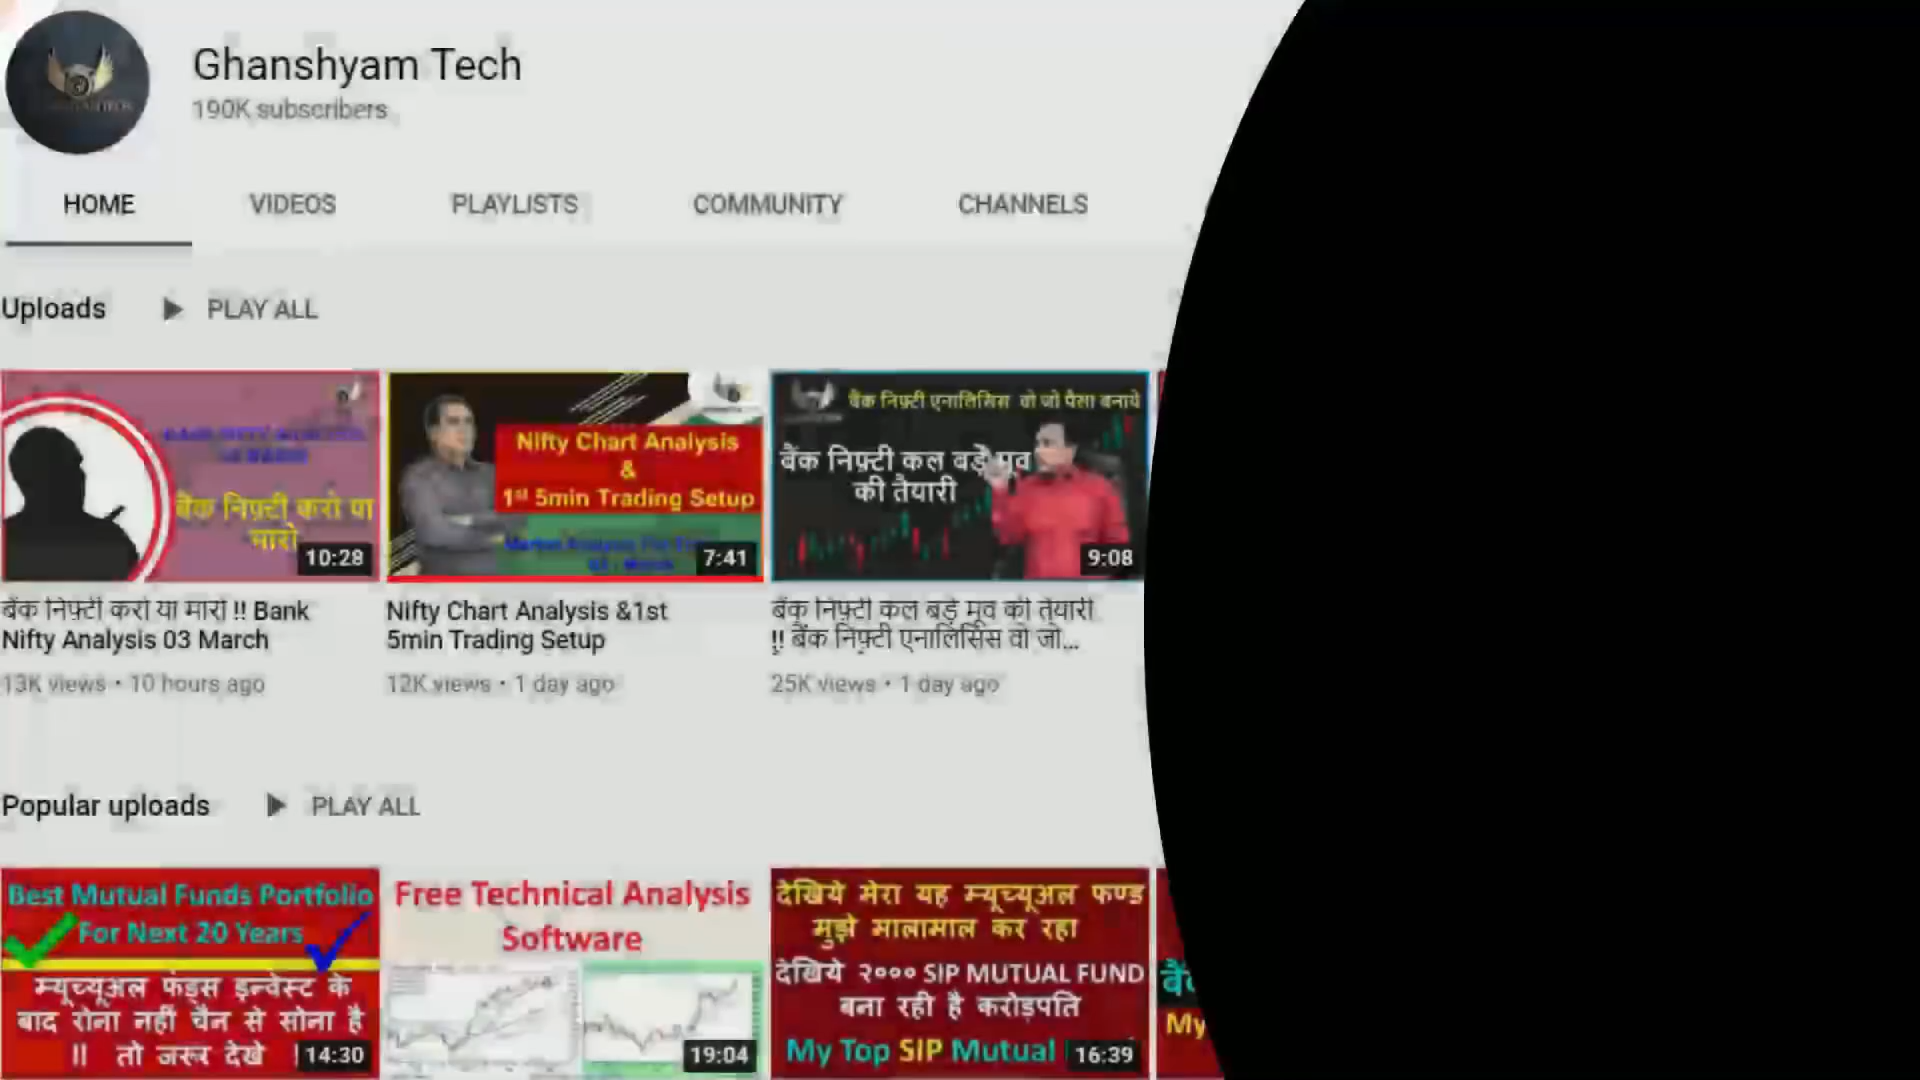 Ghanshyam Tech
190K subscribers
HOME VIDEOS PLAYLISTS COMMUNITY CHANNELS
Uploads PLAY ALL
बैंक निफ़्टी करो या मारो
10:28
Nifty Chart Analysis
&
1st 5min Trading Setup
7:41
बैंक निफ़्टी एनालिसिस वो जो पैसा बनाये
बैंक निफ़्टी कल बड़े मूव
की तैयारी
9:08
बैंक निफ़्टी करो या मारो !! Bank
Nifty Analysis 03 March
13K views • 10 hours ago
Nifty Chart Analysis &1st
5min Trading Setup
12K views • 1 day ago
बैंक निफ़्टी कल बड़े मूव की तैयारी
!! बैंक निफ़्टी एनालिसिस वो जो...
25K views • 1 day ago
Popular uploads PLAY ALL
Best Mutual Funds Portfolio
For Next 20 Years
म्यूच्यूअल फंड्स इन्वेस्ट के
बाद रोना नहीं चैन से सोना है
!! तो जरूर देखे
14:30
Free Technical Analysis
Software
19:04
देखिये मेरा यह म्यूच्यूअल फण्ड
मुझे मालामाल कर रहा
देखिये २००० SIP MUTUAL FUND
बना रही है करोड़पति
My Top SIP Mutual
16:39
My